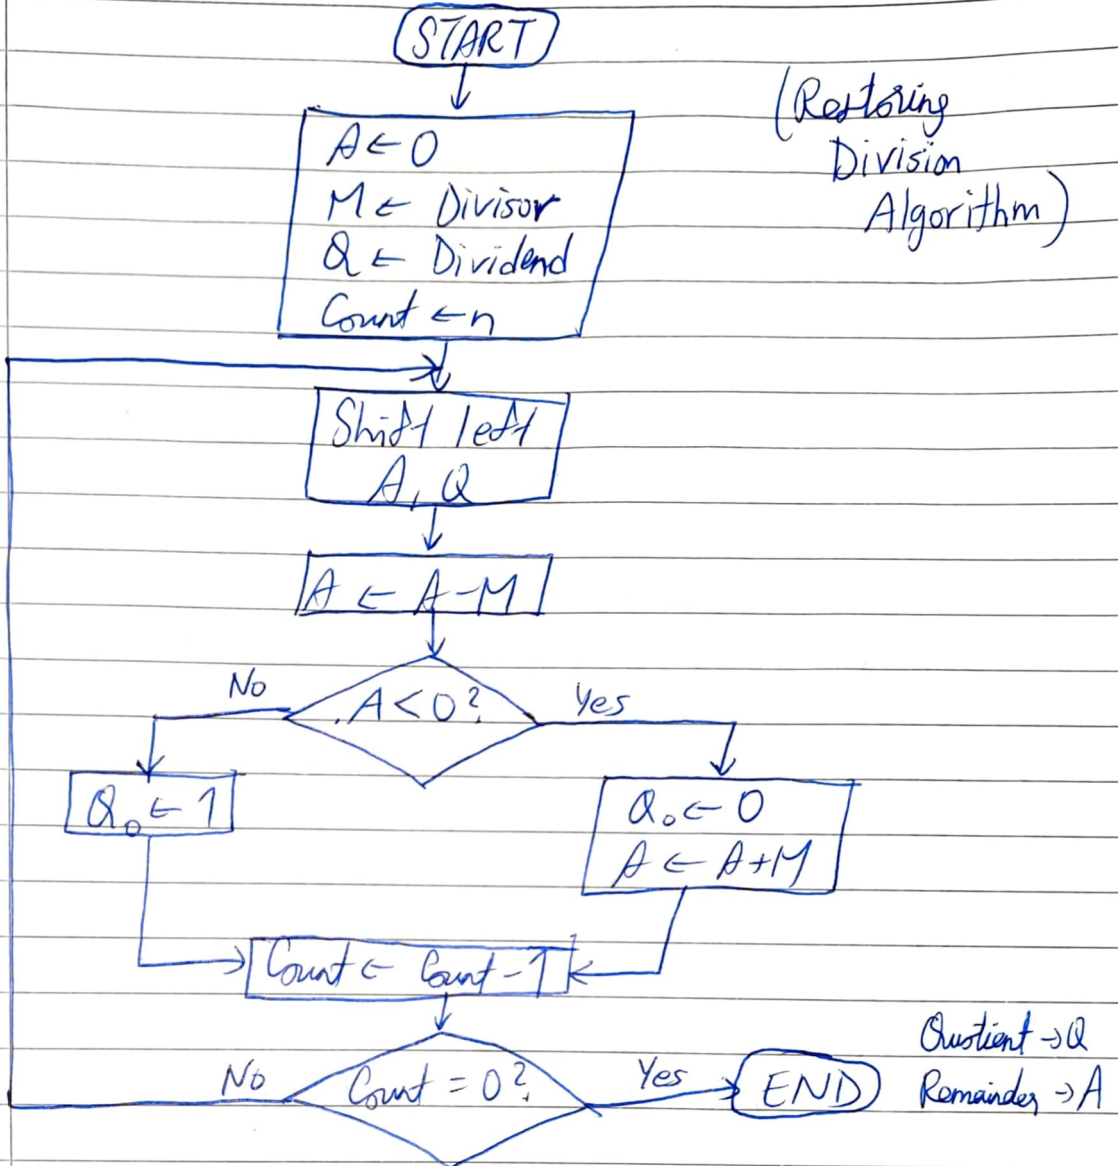 START
(Restoring
Division
Algorithm)
A ← 0
M ← Divisor
Q ← Dividend
Count ← n
Shift left
A, Q
A ← A - M
A < 0?
No
Yes
Q₀ ← 1
Q₀ ← 0
A ← A + M
Count ← Count - 1
Count = 0?
No
Yes
END
Quotient → Q
Remainder → A